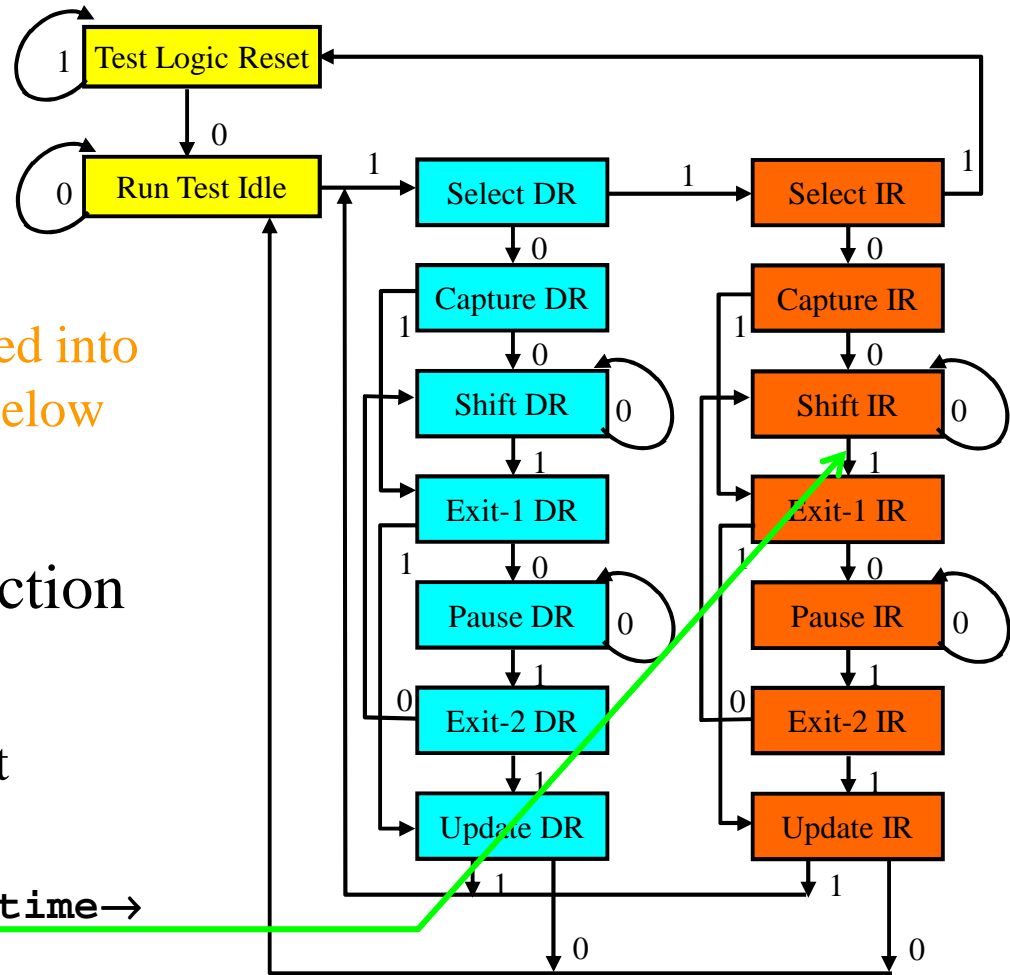 1
Test Logic Reset
0
0
Run Test Idle
1
Select DR
1
Select IR
1
0
0
Capture DR
Capture IR
1
1
0
0
ed into
elow
Shift DR
0
Shift IR
0
1
1
Exit-1 DR
Exit-1 IR
ction
1
0
1
0
Pause DR
0
Pause IR
0
1
1
0
Exit-2 DR
0
Exit-2 IR
t
1
1
Update DR
Update IR
1
1
time→
0
0